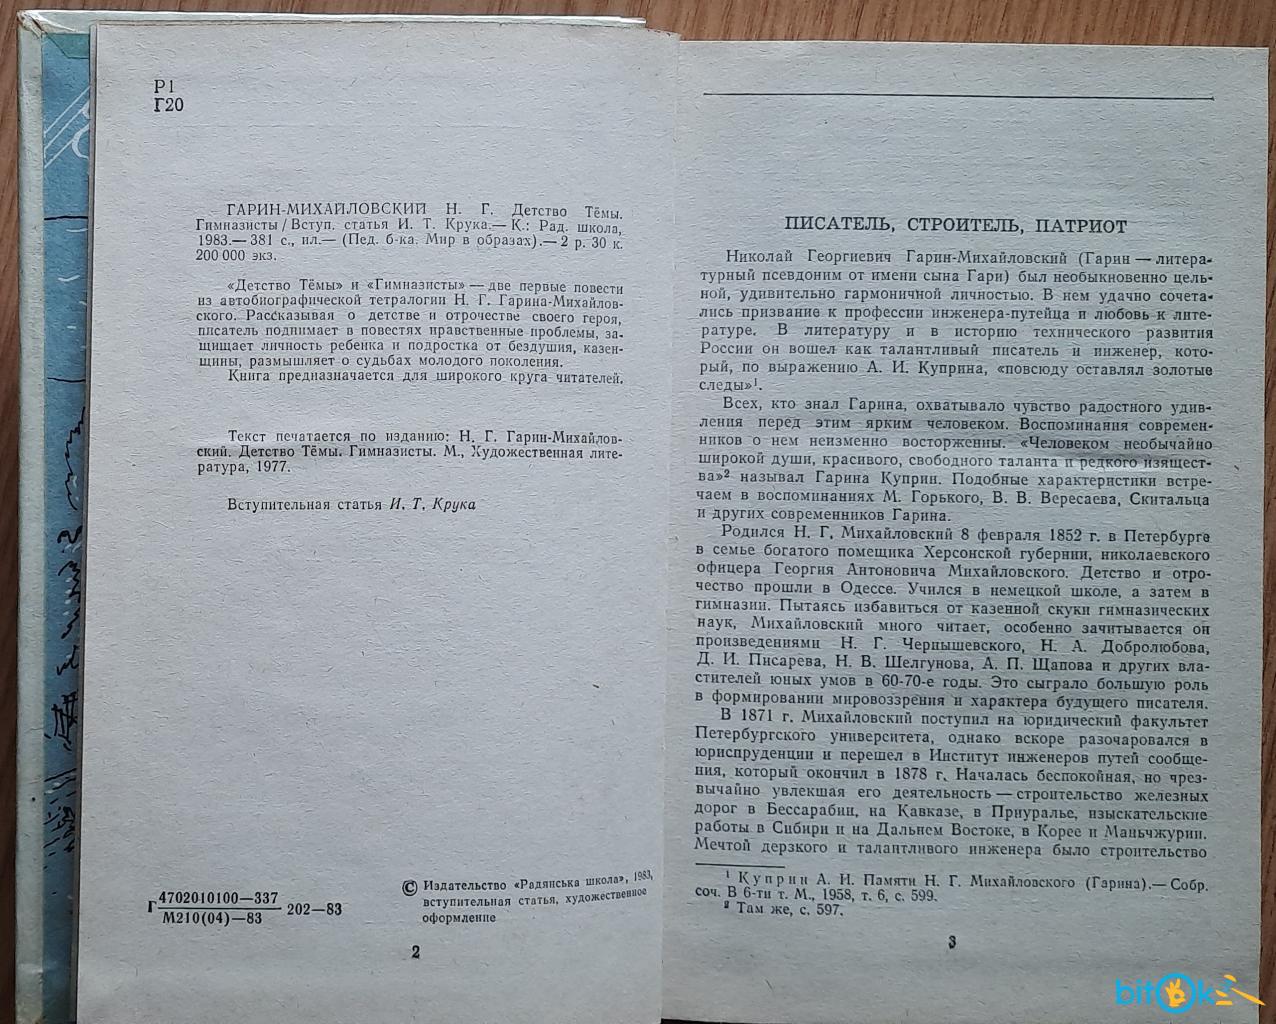 Р1
Г20
ГАРИН-МИХАЙЛОВСКИЙ Н. Г. Детство Тёмы.
Гимназисты / Вступ. статья И. Т. Крука.— К.: Рад. школа,
1983.— 381 с., ил.— (Пед. б-ка. Мир в образах).— 2 р. 30 к.
200 000 экз.
«Детство Тёмы» и «Гимназисты» — две первые повести
из автобиографической тетралогии Н. Г. Гарина-Михайлов-
ского. Рассказывая о детстве и отрочестве своего героя,
писатель поднимает в повестях нравственные проблемы, за-
щищает личность ребенка и подростка от бездушия, казен-
щины, размышляет о судьбах молодого поколения.
Книга предназначается для широкого круга читателей.
Текст печатается по изданию: Н. Г. Гарин-Михайлов-
ский. Детство Тёмы. Гимназисты. М., Художественная лите-
ратура, 1977.
Вступительная статья И. Т. Крука
Г 4702010100—337 / М210(04)—83 202—83
© Издательство «Радянська школа», 1983,
вступительная статья, художественное
оформление
2
ПИСАТЕЛЬ, СТРОИТЕЛЬ, ПАТРИОТ
Николай Георгиевич Гарин-Михайловский (Гарин — литера-
турный псевдоним от имени сына Гари) был необыкновенно цель-
ной, удивительно гармоничной личностью. В нем удачно сочета-
лись призвание к профессии инженера-путейца и любовь к лите-
ратуре. В литературу и в историю технического развития
России он вошел как талантливый писатель и инженер, кото-
рый, по выражению А. И. Куприна, «повсюду оставлял золотые
следы»¹.
Всех, кто знал Гарина, охватывало чувство радостного удив-
ления перед этим ярким человеком. Воспоминания современ-
ников о нем неизменно восторженны. «Человеком необычайно
широкой души, красивого, свободного таланта и редкого изящест-
ва»² называл Гарина Куприн. Подобные характеристики встре-
чаем в воспоминаниях М. Горького, В. В. Вересаева, Скитальца
и других современников Гарина.
Родился Н. Г. Михайловский 8 февраля 1852 г. в Петербурге
в семье богатого помещика Херсонской губернии, николаевского
офицера Георгия Антоновича Михайловского. Детство и отро-
чество прошли в Одессе. Учился в немецкой школе, а затем в
гимназии. Пытаясь избавиться от казенной скуки гимназических
наук, Михайловский много читает, особенно зачитывается он
произведениями Н. Г. Чернышевского, Н. А. Добролюбова,
Д. И. Писарева, Н. В. Шелгунова, А. П. Щапова и других вла-
стителей юных умов в 60-70-е годы. Это сыграло большую роль
в формировании мировоззрения и характера будущего писателя.
В 1871 г. Михайловский поступил на юридический факультет
Петербургского университета, однако вскоре разочаровался в
юриспруденции и перешел в Институт инженеров путей сообще-
ния, который окончил в 1878 г. Началась беспокойная, но чрез-
вычайно увлекшая его деятельность — строительство железных
дорог в Бессарабии, на Кавказе, в Приуралье, изыскательские
работы в Сибири и на Дальнем Востоке, в Корее и Маньчжурии.
Мечтой дерзкого и талантливого инженера было строительство
¹ Куприн А. И. Памяти Н. Г. Михайловского (Гарина).— Собр.
соч. В 6-ти т. М., 1958, т. 6, с. 599.
² Там же, с. 597.
3
bitok